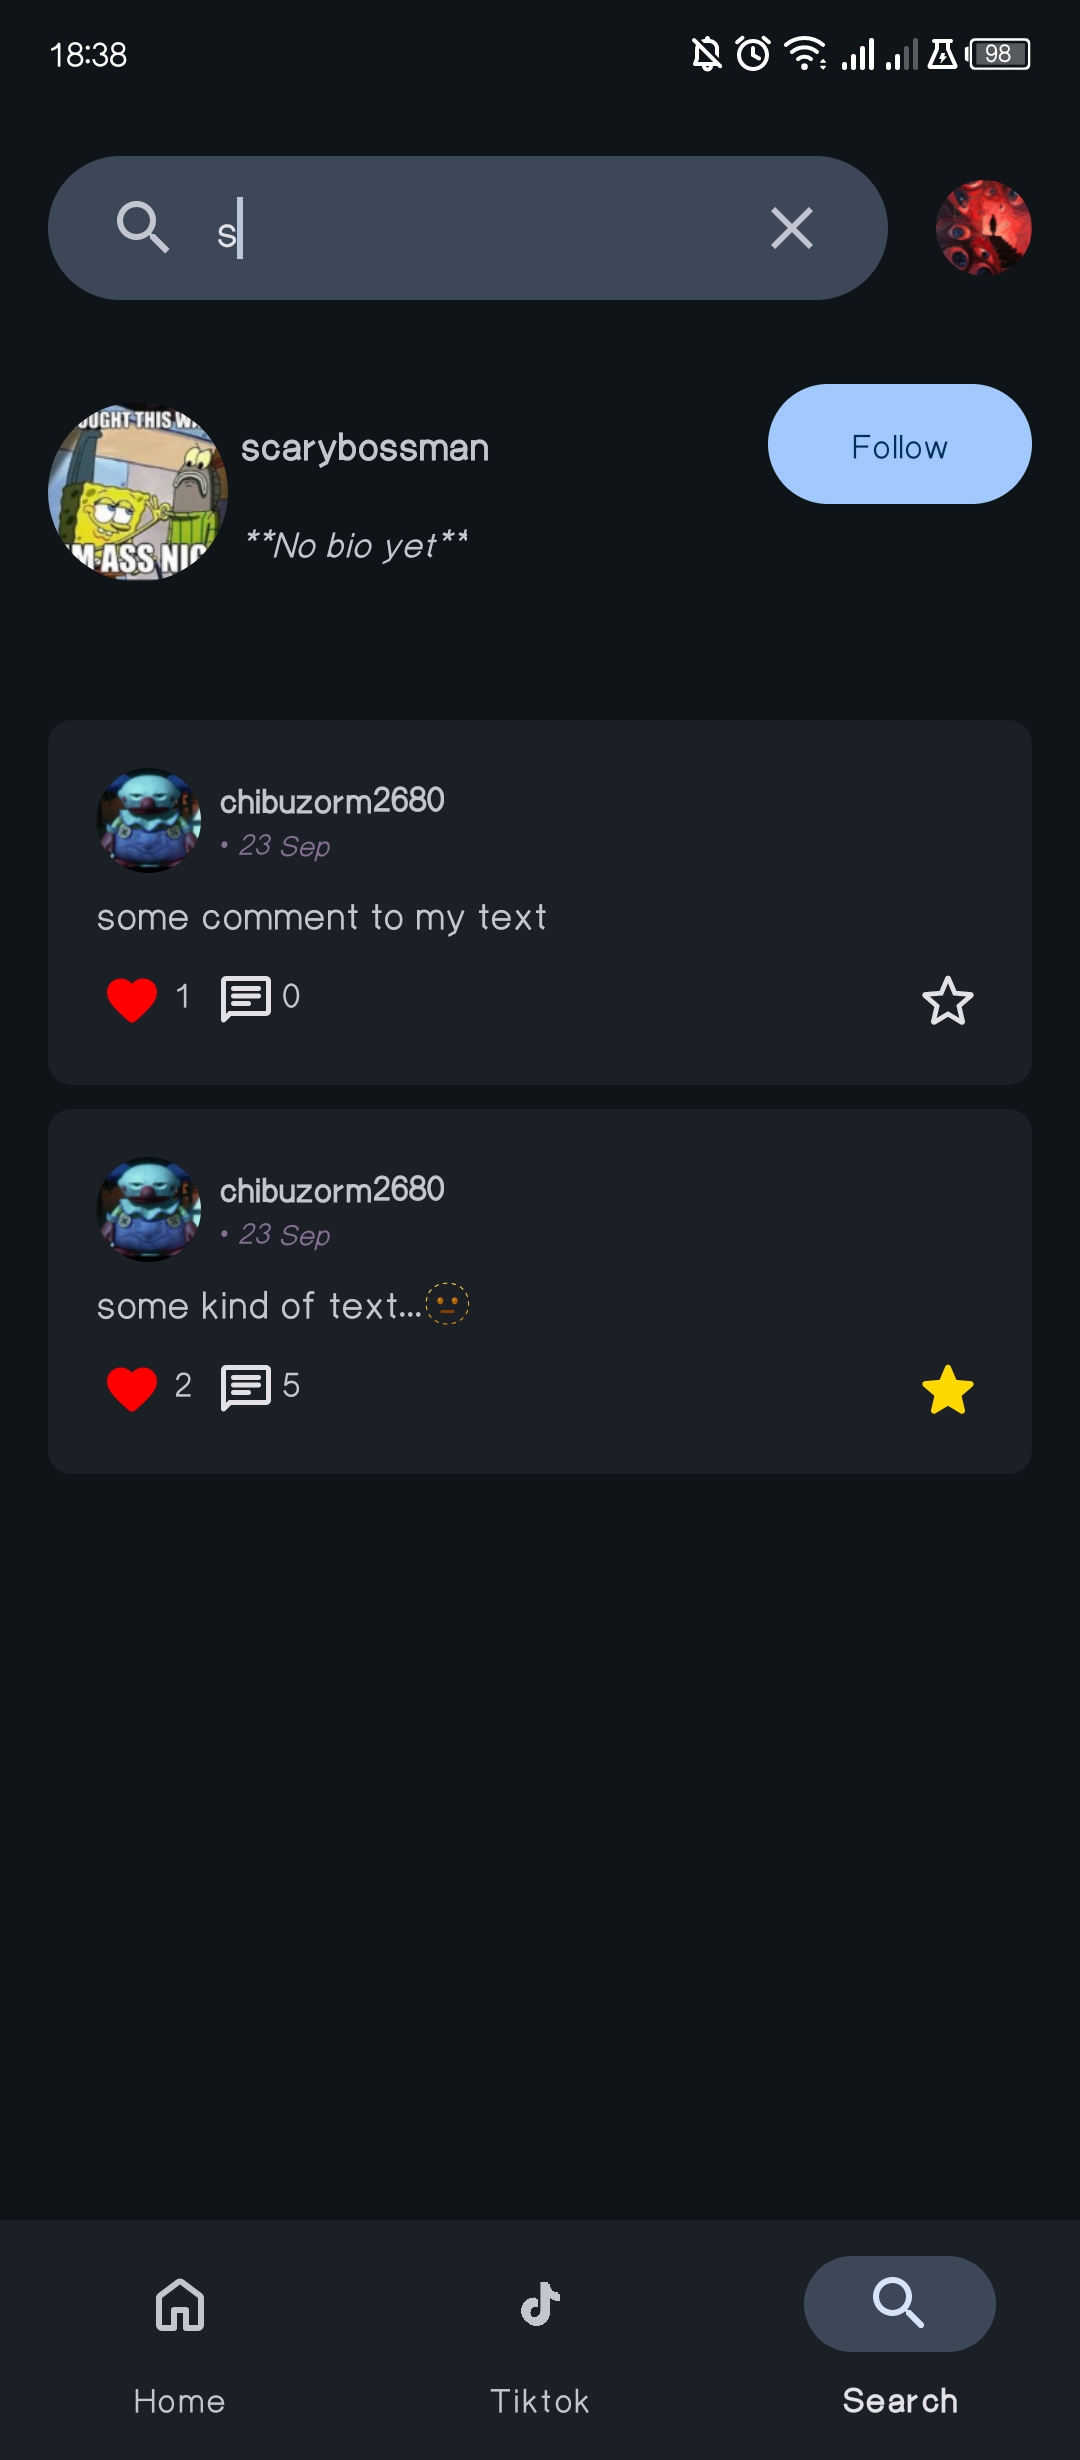 18:38
98
s
OUGHT THIS W
scarybossman
Follow
**No bio yet**
M ASS NIC
chibuzorm2680
• 23 Sep
some comment to my text
1 0
chibuzorm2680
• 23 Sep
some kind of text...🫥
2 5
Home Tiktok Search